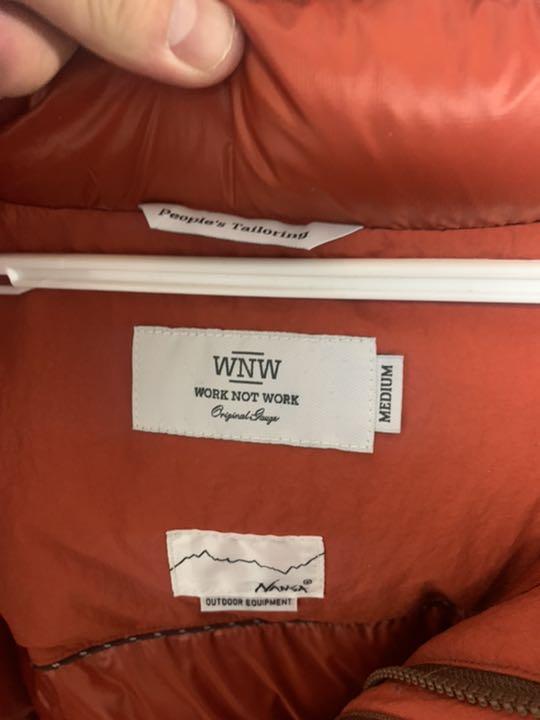 People's Tailoring
WNW
WORK NOT WORK
Original Gauge
MEDIUM
NANGA®
OUTDOOR EQUIPMENT